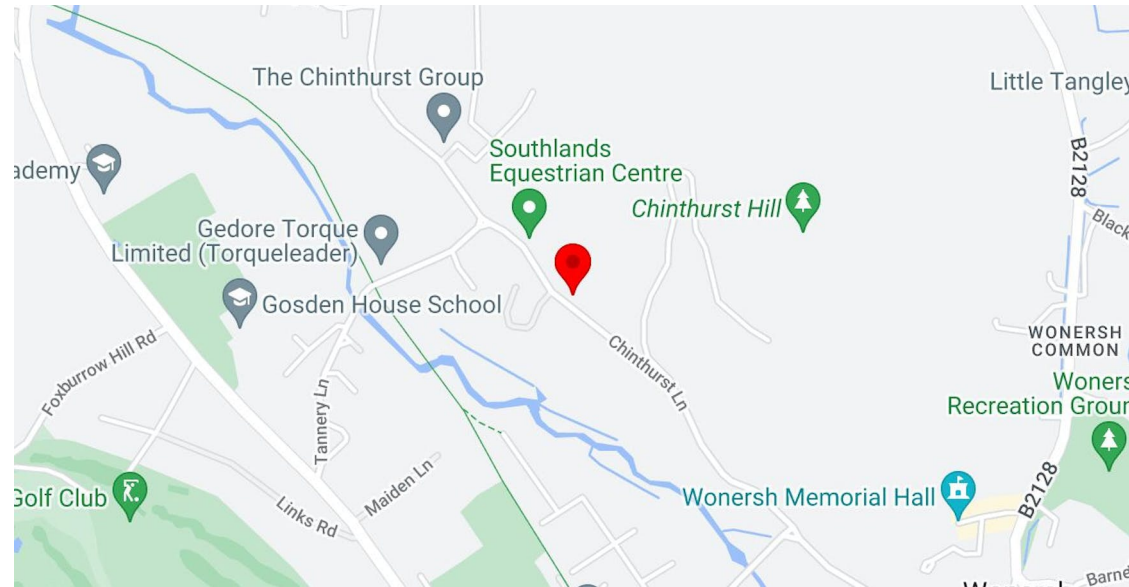 The Chinthurst Group
Little Tangley
B2128
Southlands
Equestrian Centre
ademy
Chinthurst Hill
Black
Gedore Torque
Limited (Torqueleader)
Gosden House School
WONERSH
COMMON
Foxburrow Hill Rd
Chinthurst Ln
Woners
Recreation Groun
Tannery Ln
Maiden Ln
Golf Club
Links Rd
Wonersh Memorial Hall
B2128
Barne